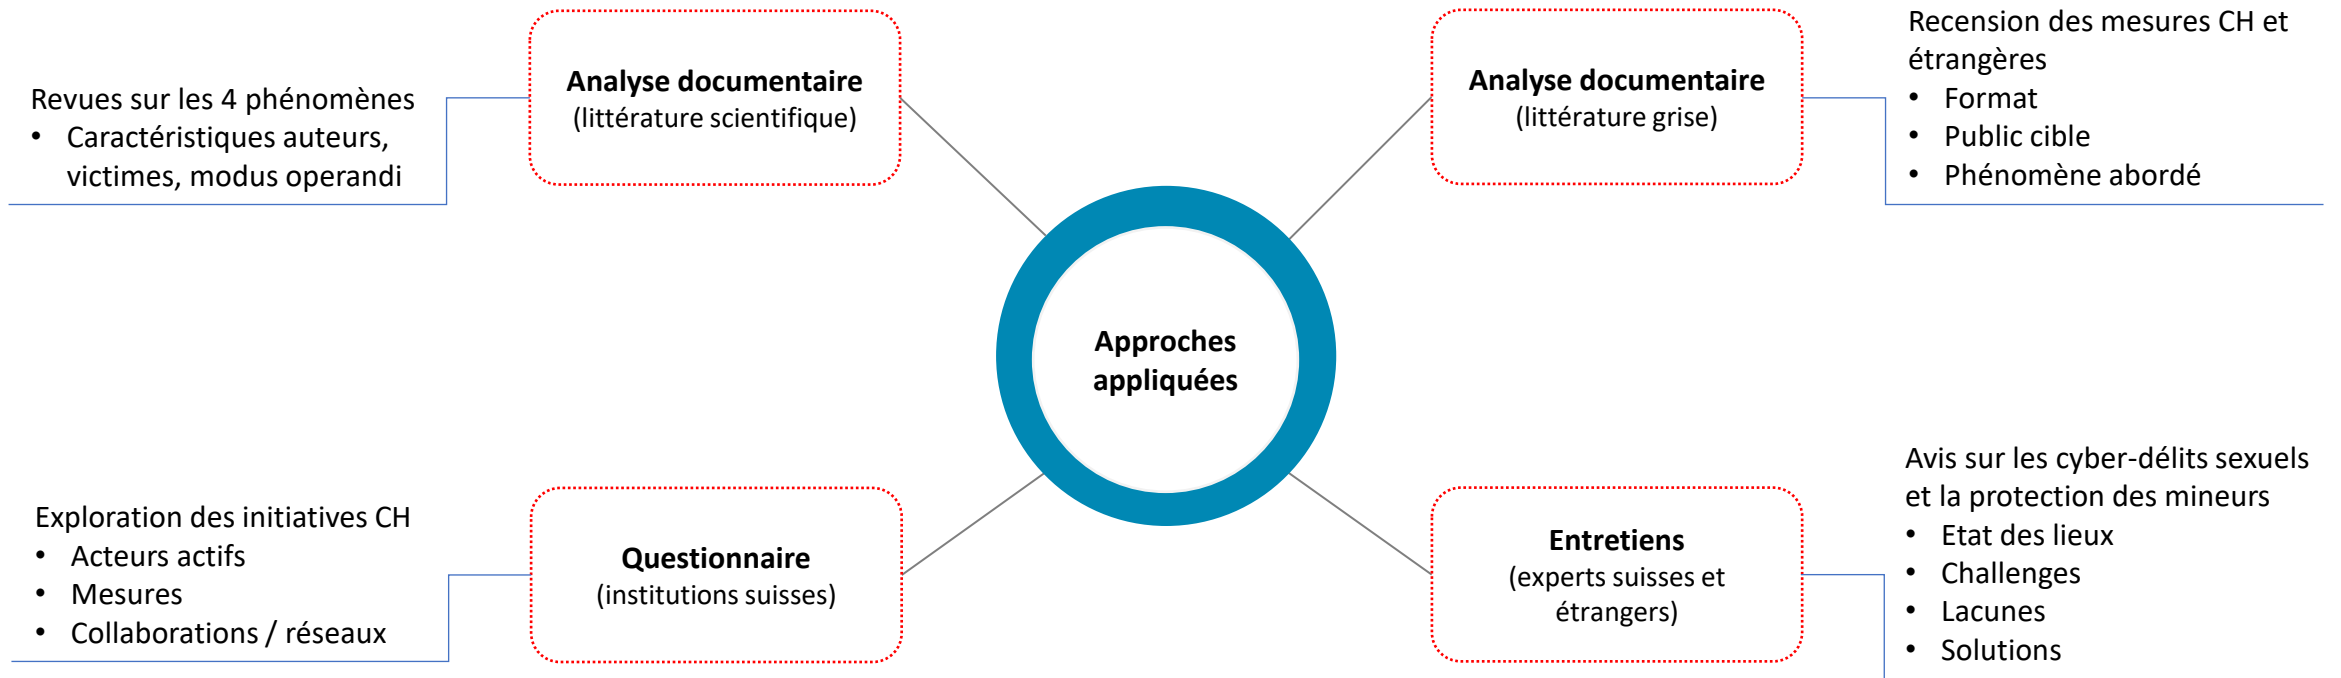 Revues sur les 4 phénomènes
• Caractéristiques auteurs,
victimes, modus operandi
Analyse documentaire
(littérature scientifique)
Analyse documentaire
(littérature grise)
Recension des mesures CH et
étrangères
• Format
• Public cible
• Phénomène abordé
Approches
appliquées
Exploration des initiatives CH
• Acteurs actifs
• Mesures
• Collaborations / réseaux
Questionnaire
(institutions suisses)
Entretiens
(experts suisses et
étrangers)
Avis sur les cyber-délits sexuels
et la protection des mineurs
• Etat des lieux
• Challenges
• Lacunes
• Solutions